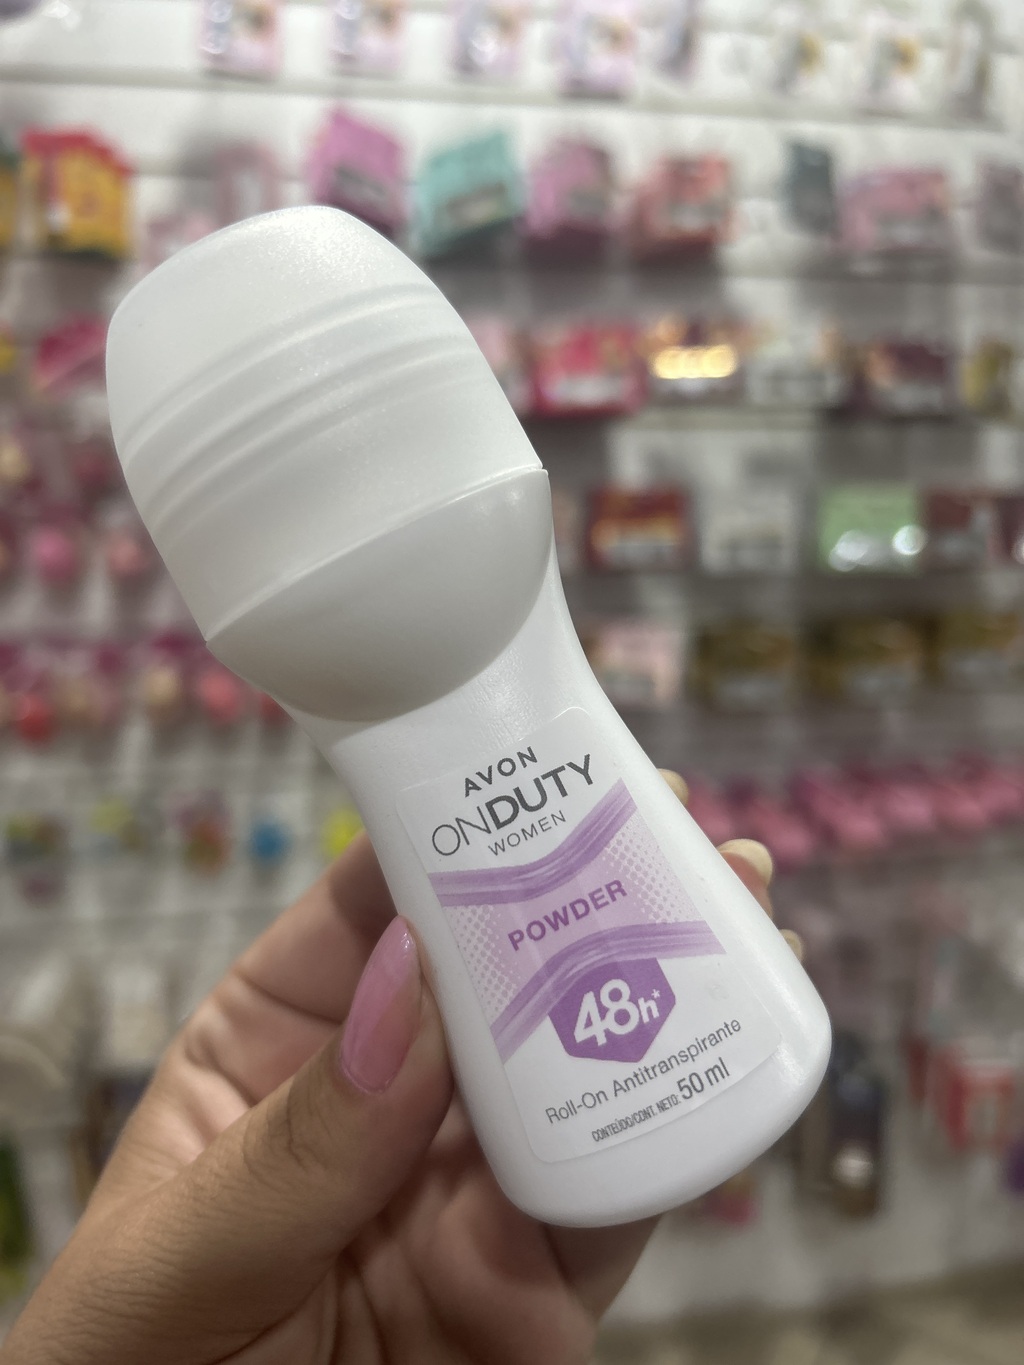 AVON
ONDUTY
WOMEN
POWDER
48h*
Roll-On Antitranspirante
CONTEÚDO/CONT. NETO: 50 ml